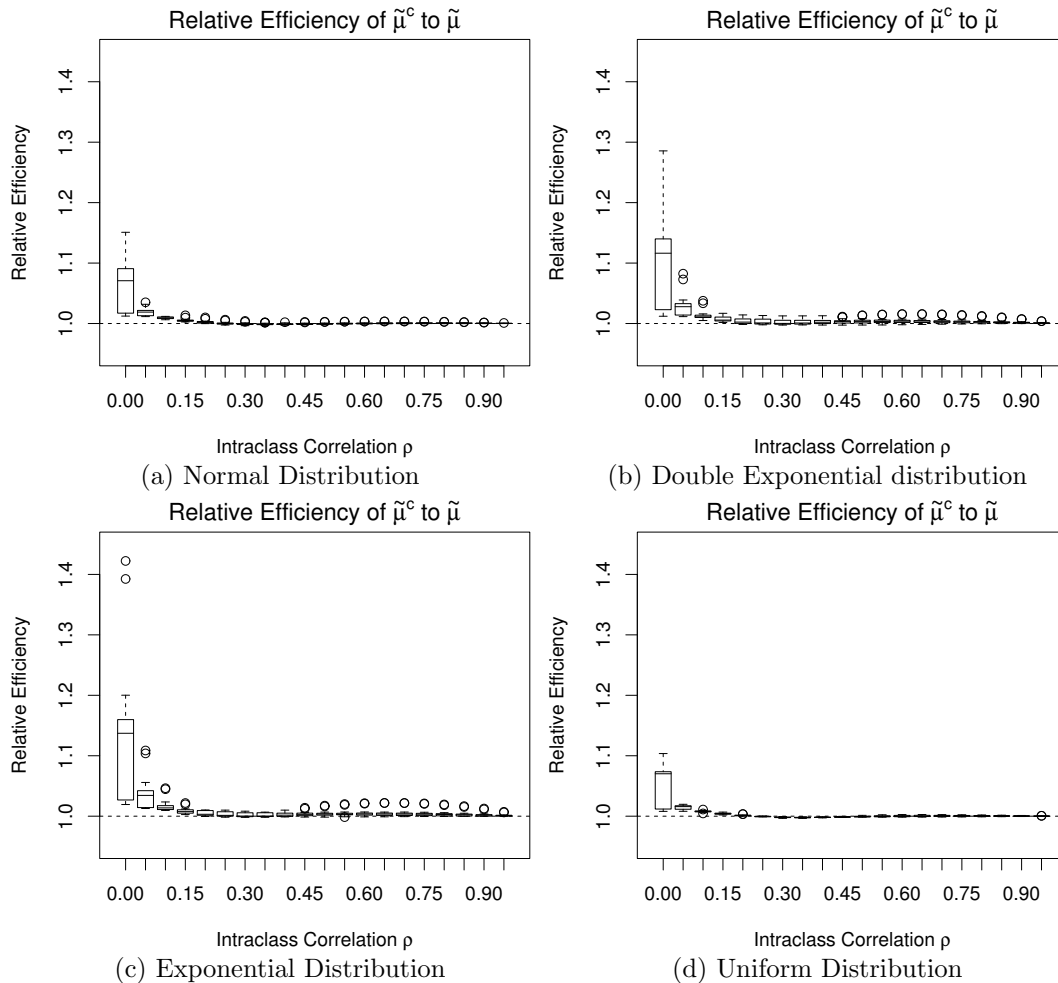 Relative Efficiency of μ̃ᶜ to μ̃
Relative Efficiency
1.0 1.1 1.2 1.3 1.4
0.00 0.15 0.30 0.45 0.60 0.75 0.90
Intraclass Correlation ρ
(a) Normal Distribution
Relative Efficiency of μ̃ᶜ to μ̃
Relative Efficiency
1.0 1.1 1.2 1.3 1.4
0.00 0.15 0.30 0.45 0.60 0.75 0.90
Intraclass Correlation ρ
(b) Double Exponential distribution
Relative Efficiency of μ̃ᶜ to μ̃
Relative Efficiency
1.0 1.1 1.2 1.3 1.4
0.00 0.15 0.30 0.45 0.60 0.75 0.90
Intraclass Correlation ρ
(c) Exponential Distribution
Relative Efficiency of μ̃ᶜ to μ̃
Relative Efficiency
1.0 1.1 1.2 1.3 1.4
0.00 0.15 0.30 0.45 0.60 0.75 0.90
Intraclass Correlation ρ
(d) Uniform Distribution